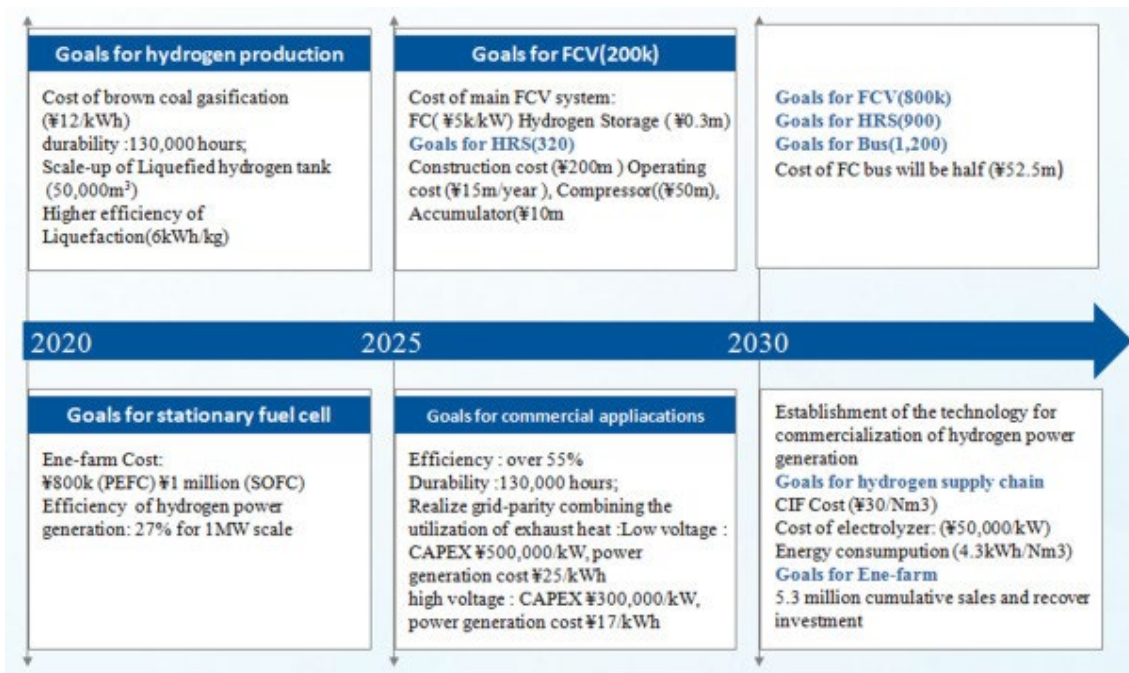 Goals for hydrogen production
Cost of brown coal gasification
(¥12/kWh)
durability :130,000 hours;
Scale-up of Liquefied hydrogen tank
(50,000m³)
Higher efficiency of
Liquefaction(6kWh/kg)
Goals for FCV(200k)
Cost of main FCV system:
FC( ¥5k/kW) Hydrogen Storage ( ¥0.3m)
Goals for HRS(320)
Construction cost (¥200m ) Operating
cost (¥15m/year ), Compressor((¥50m),
Accumulator(¥10m
Goals for FCV(800k)
Goals for HRS(900)
Goals for Bus(1,200)
Cost of FC bus will be half (¥52.5m)
2020
2025
2030
Goals for stationary fuel cell
Ene-farm Cost:
¥800k (PEFC) ¥1 million (SOFC)
Efficiency of hydrogen power
generation: 27% for 1MW scale
Goals for commercial appliacations
Efficiency : over 55%
Durability :130,000 hours;
Realize grid-parity combining the
utilization of exhaust heat :Low voltage :
CAPEX ¥500,000/kW, power
generation cost ¥25/kWh
high voltage : CAPEX ¥300,000/kW,
power generation cost ¥17/kWh
Establishment of the technology for
commercialization of hydrogen power
generation
Goals for hydrogen supply chain
CIF Cost (¥30/Nm3)
Cost of electrolyzer: (¥50,000/kW)
Energy consumpution (4.3kWh/Nm3)
Goals for Ene-farm
5.3 million cumulative sales and recover
investment